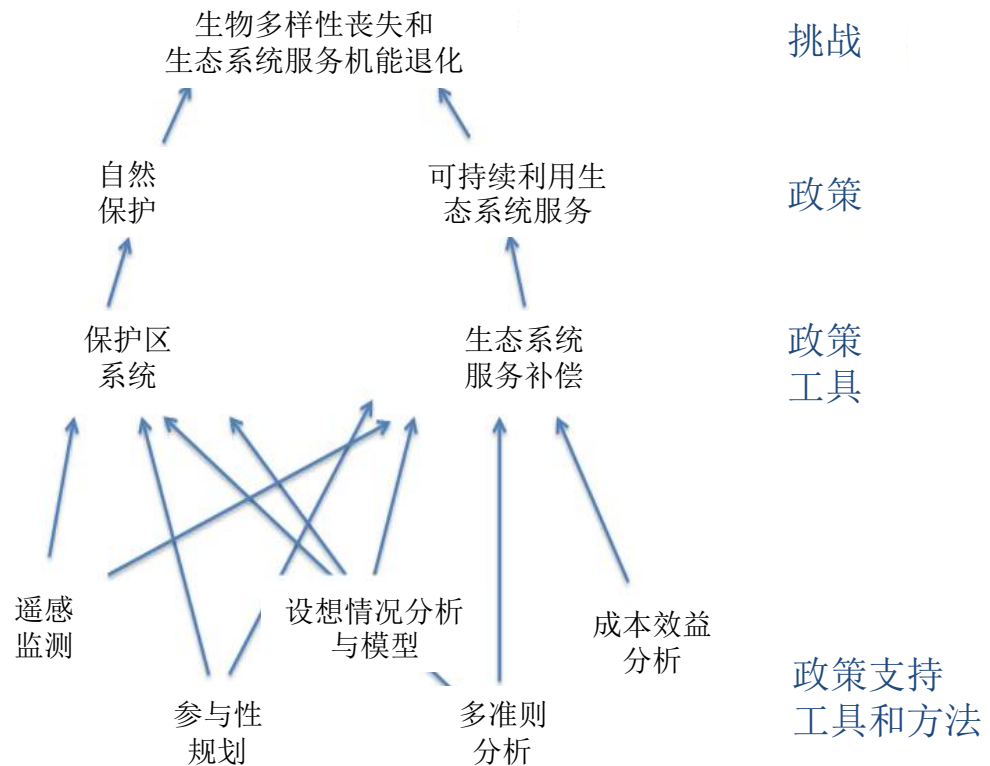 生物多样性丧失和
生态系统服务机能退化
挑战
自然
保护
可持续利用生
态系统服务
政策
保护区
系统
生态系统
服务补偿
政策
工具
遥感
监测
设想情况分析
与模型
成本效益
分析
参与性
规划
多准则
分析
政策支持
工具和方法